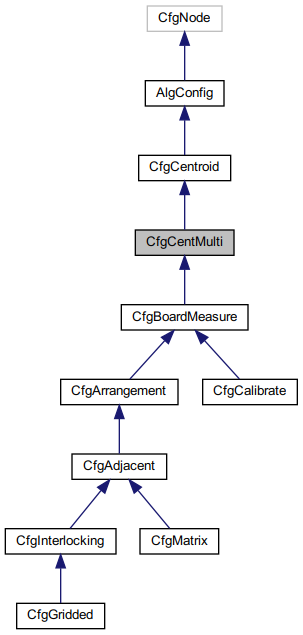 CfgNode
AlgConfig
CfgCentroid
CfgCentMulti
CfgBoardMeasure
CfgArrangement
CfgCalibrate
CfgAdjacent
CfgInterlocking
CfgMatrix
CfgGridded